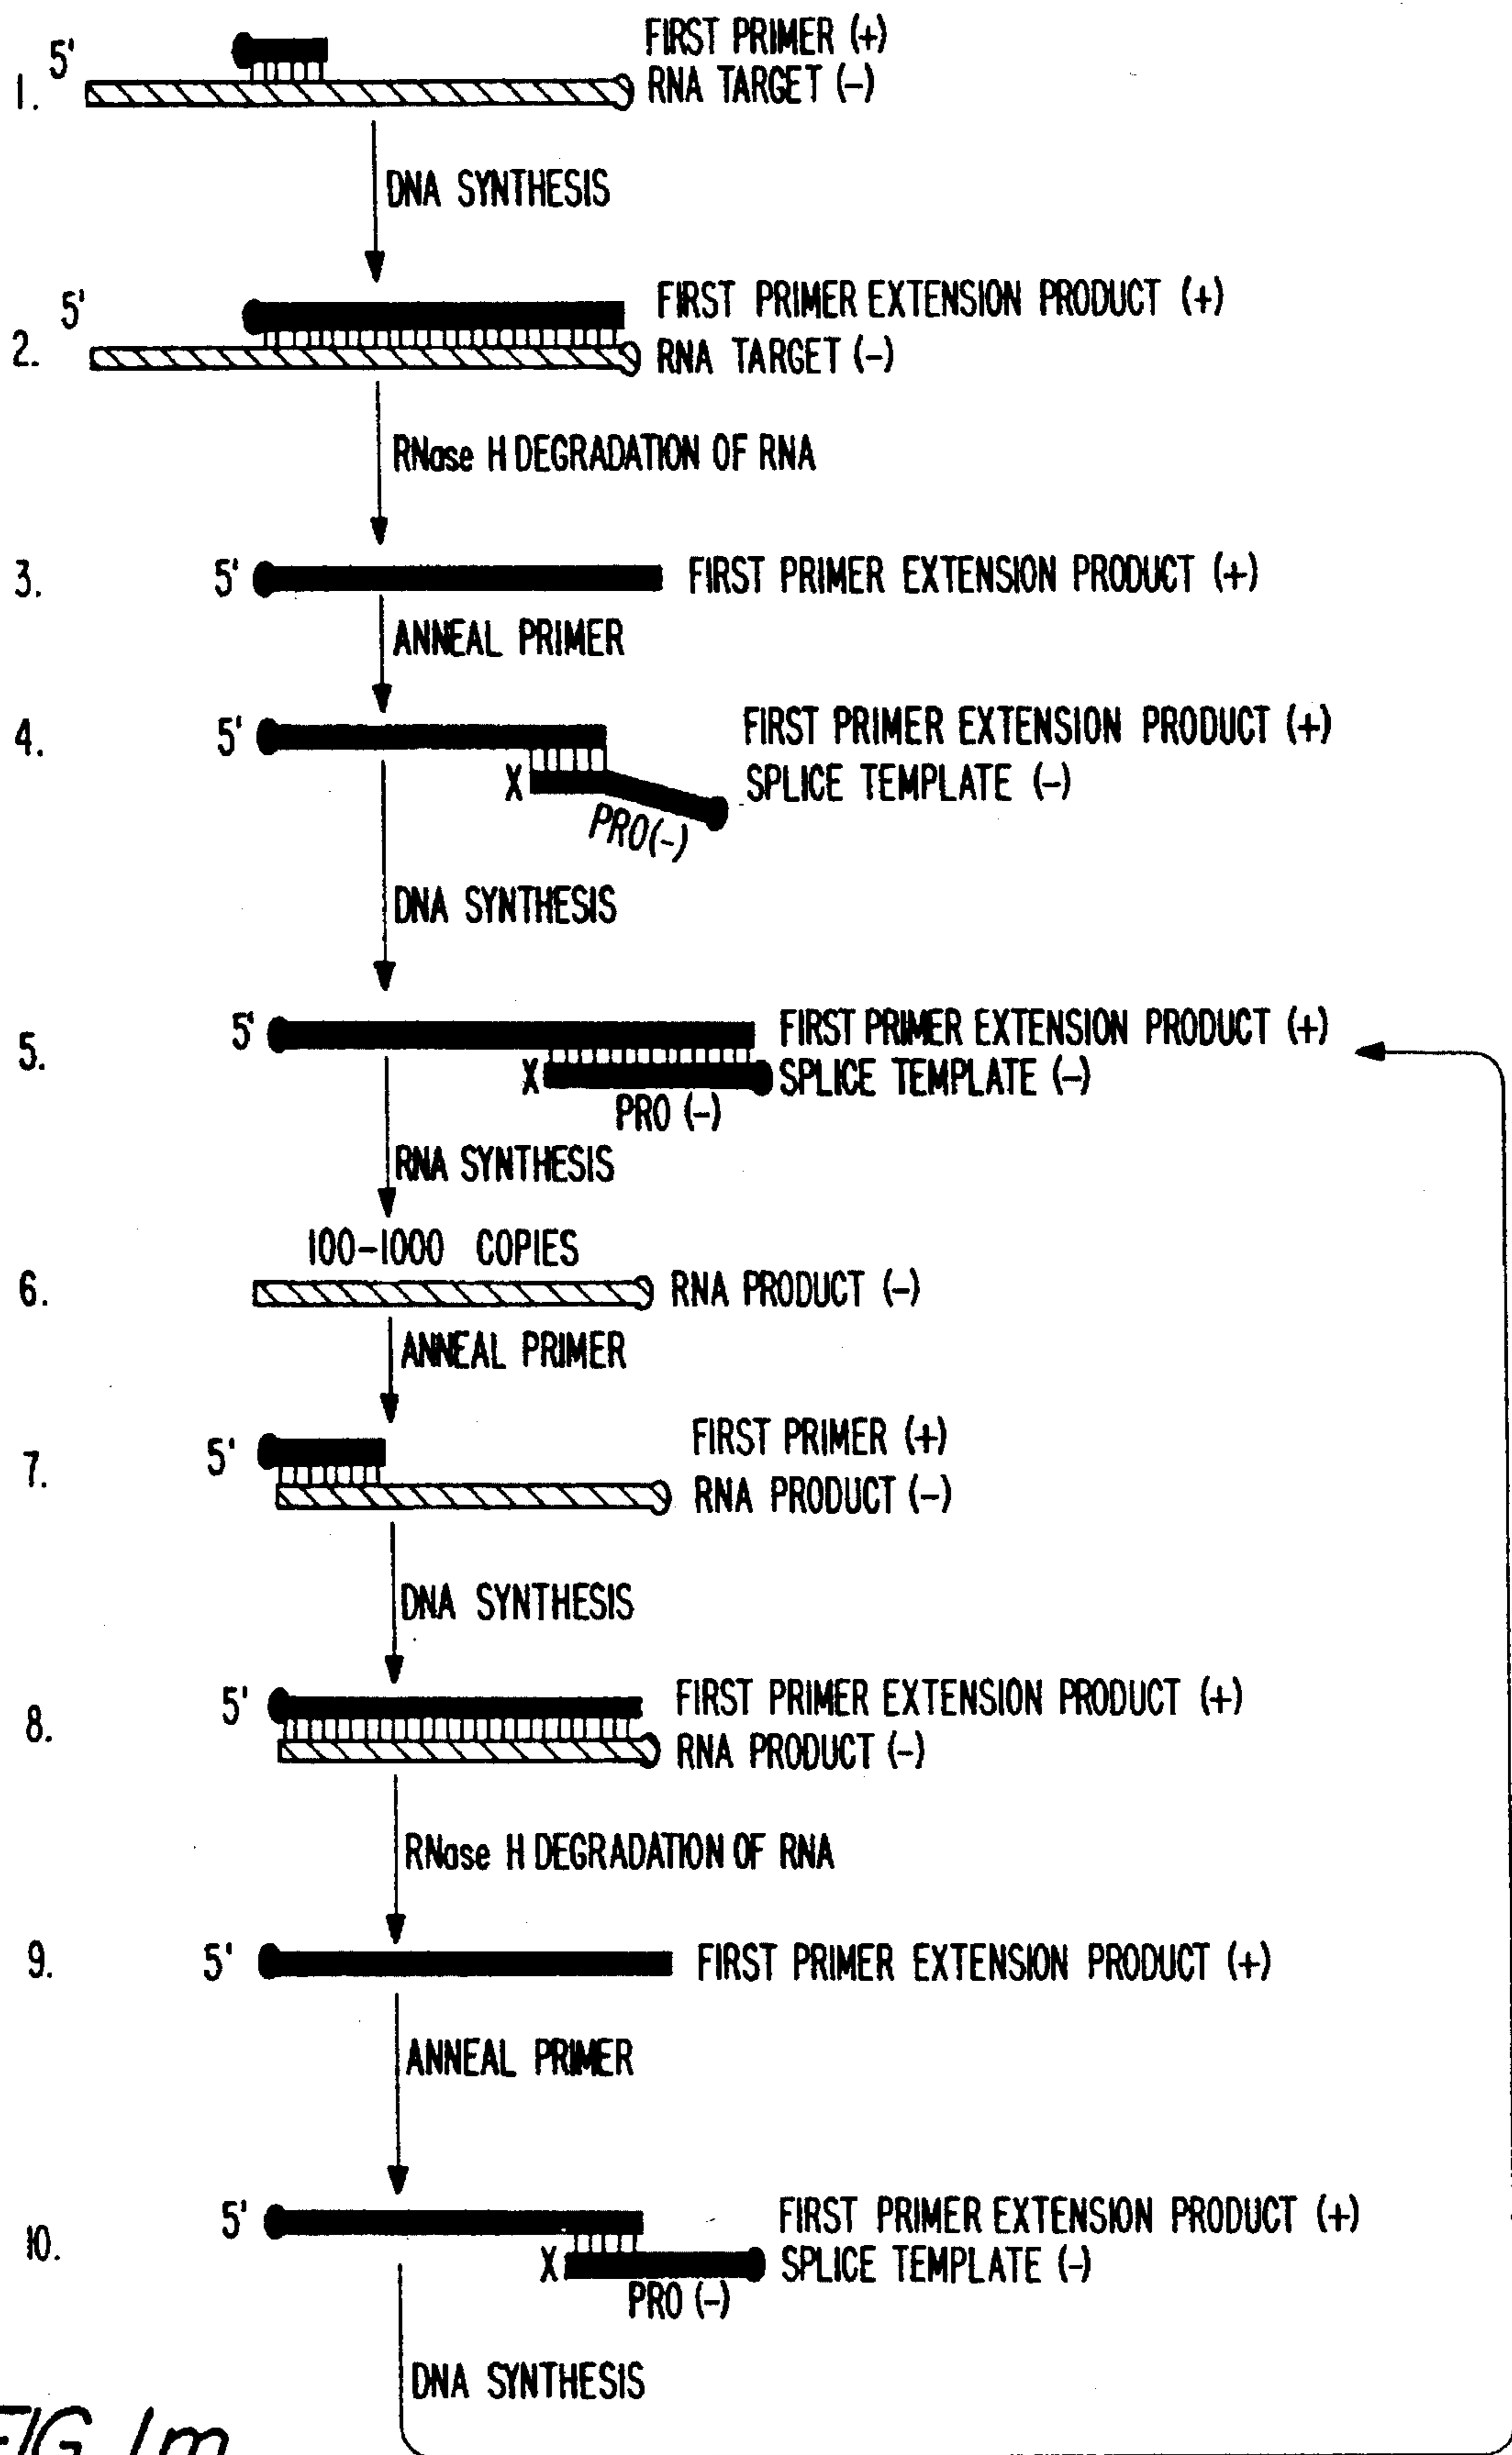 5' FIRST PRIMER (+)
1. RNA TARGET (-)
DNA SYNTHESIS
5' FIRST PRIMER EXTENSION PRODUCT (+)
2. RNA TARGET (-)
RNase H DEGRADATION OF RNA
3. 5' FIRST PRIMER EXTENSION PRODUCT (+)
ANNEAL PRIMER
4. 5' FIRST PRIMER EXTENSION PRODUCT (+)
X SPLICE TEMPLATE (-)
PRO(-)
DNA SYNTHESIS
5. 5' FIRST PRIMER EXTENSION PRODUCT (+)
X SPLICE TEMPLATE (-)
PRO (-)
RNA SYNTHESIS
100-1000 COPIES
6. RNA PRODUCT (-)
ANNEAL PRIMER
5' FIRST PRIMER (+)
7. RNA PRODUCT (-)
DNA SYNTHESIS
5' FIRST PRIMER EXTENSION PRODUCT (+)
8. RNA PRODUCT (-)
RNase H DEGRADATION OF RNA
9. 5' FIRST PRIMER EXTENSION PRODUCT (+)
ANNEAL PRIMER
5' FIRST PRIMER EXTENSION PRODUCT (+)
10. X SPLICE TEMPLATE (-)
PRO (-)
DNA SYNTHESIS
FIG. 1m